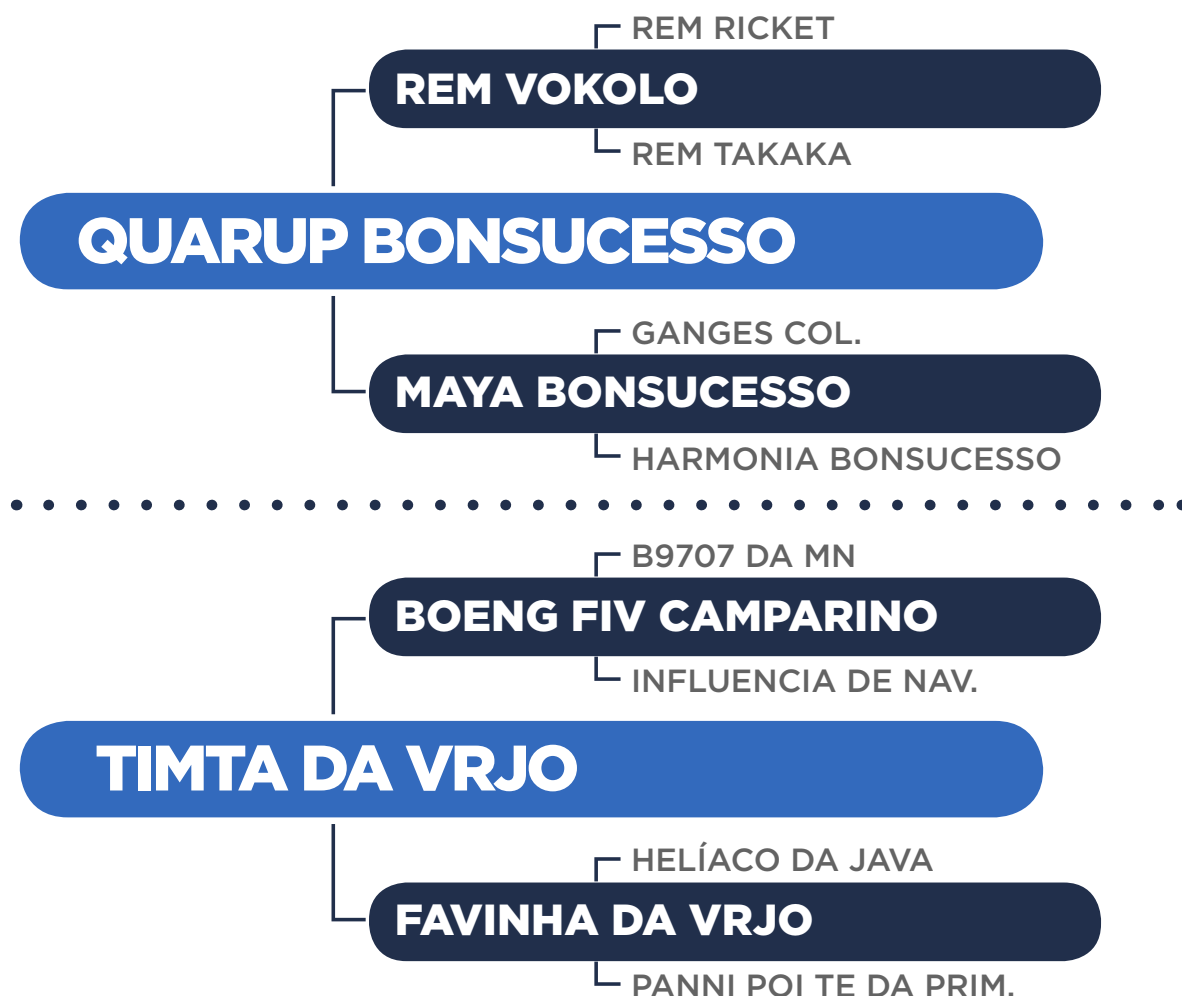 REM RICKET
REM VOKOLO
REM TAKAKA
QUARUP BONSUCESSO
GANGES COL.
MAYA BONSUCESSO
HARMONIA BONSUCESSO
B9707 DA MN
BOENG FIV CAMPARINO
INFLUENCIA DE NAV.
TIMTA DA VRJO
HELÍACO DA JAVA
FAVINHA DA VRJO
PANNI POI TE DA PRIM.